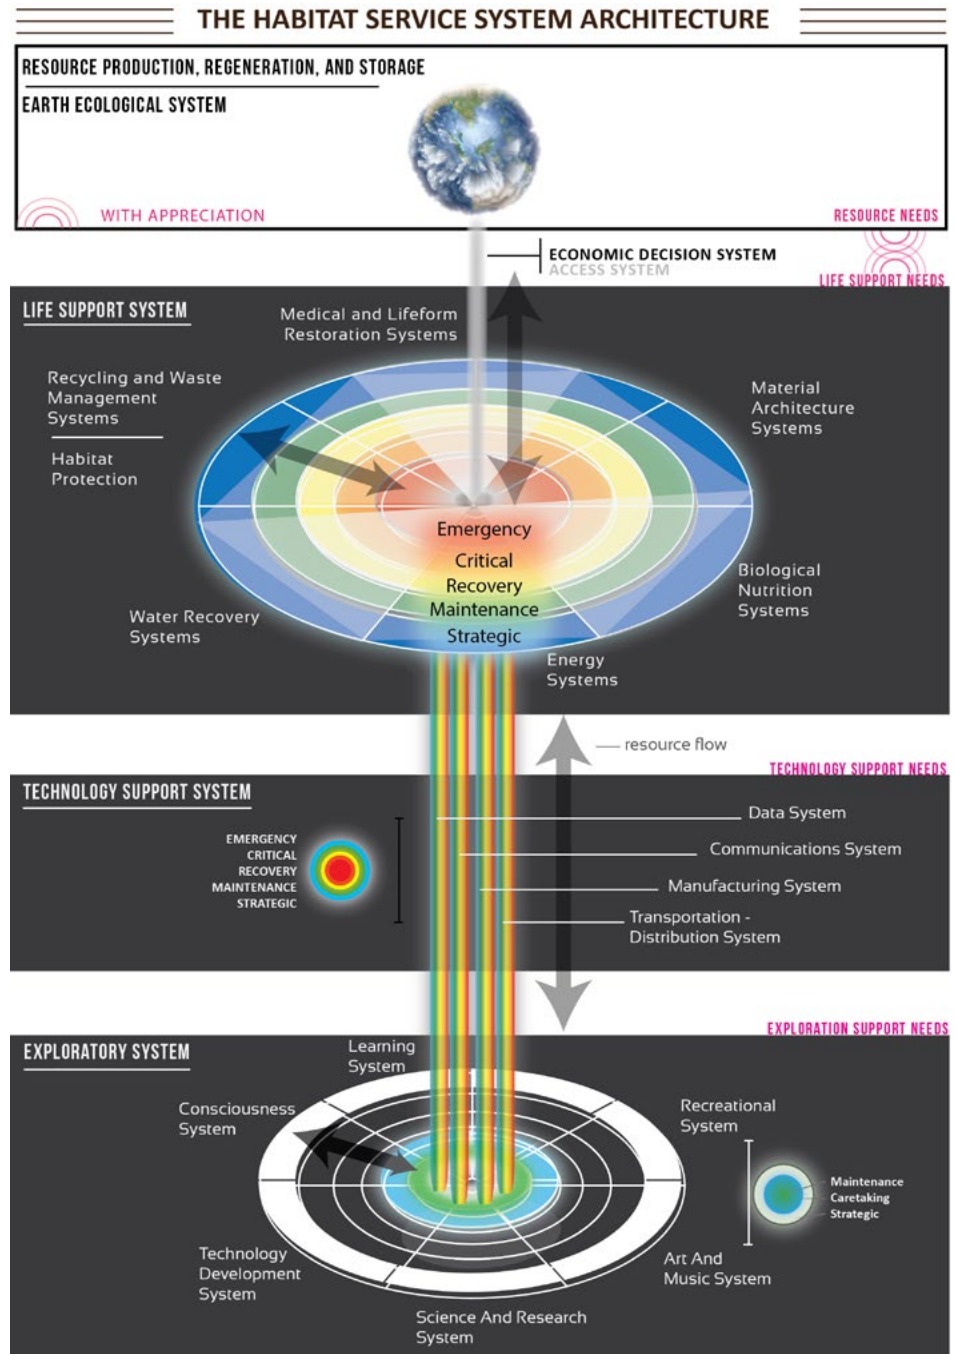 THE HABITAT SERVICE SYSTEM ARCHITECTURE
RESOURCE PRODUCTION, REGENERATION, AND STORAGE
EARTH ECOLOGICAL SYSTEM
WITH APPRECIATION
RESOURCE NEEDS
ECONOMIC DECISION SYSTEM
ACCESS SYSTEM
LIFE SUPPORT NEEDS
LIFE SUPPORT SYSTEM
Medical and Lifeform
Restoration Systems
Recycling and Waste
Management
Systems
Habitat
Protection
Material
Architecture
Systems
Emergency
Critical
Recovery
Maintenance
Strategic
Biological
Nutrition
Systems
Water Recovery
Systems
Energy
Systems
resource flow
TECHNOLOGY SUPPORT NEEDS
TECHNOLOGY SUPPORT SYSTEM
EMERGENCY
CRITICAL
RECOVERY
MAINTENANCE
STRATEGIC
Data System
Communications System
Manufacturing System
Transportation -
Distribution System
EXPLORATION SUPPORT NEEDS
EXPLORATORY SYSTEM
Learning
System
Consciousness
System
Recreational
System
Maintenance
Caretaking
Strategic
Technology
Development
System
Art And
Music System
Science And Research
System